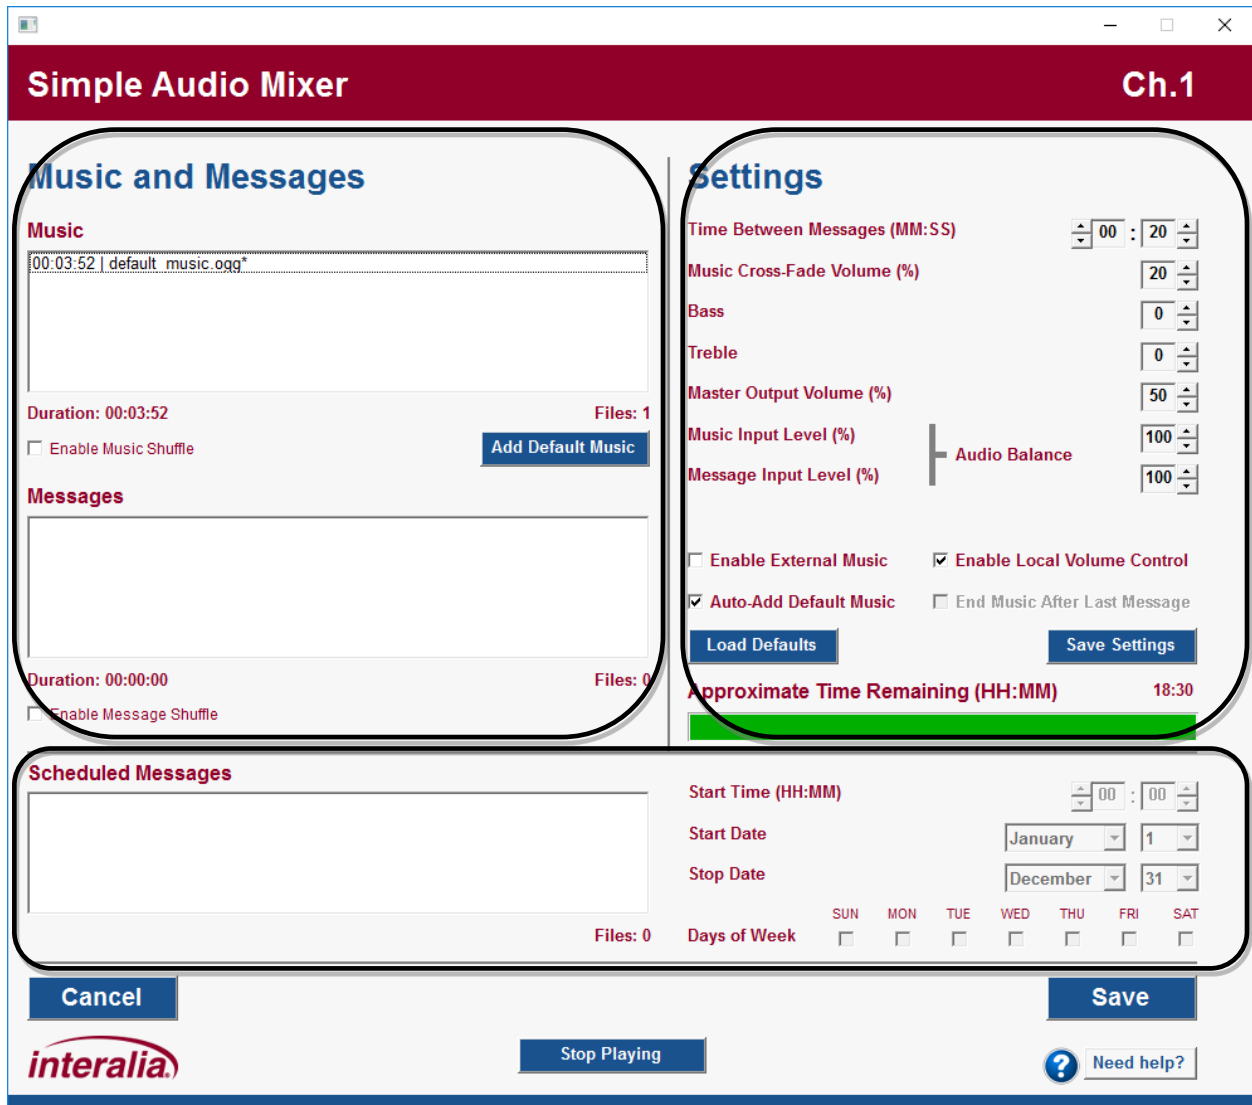 Simple Audio Mixer
Ch.1
Music and Messages
Music
00:03:52 | default_music.ogg*
Duration: 00:03:52
Files: 1
Enable Music Shuffle
Add Default Music
Messages
Duration: 00:00:00
Files: 0
Enable Message Shuffle
Settings
Time Between Messages (MM:SS)
00 : 20
Music Cross-Fade Volume (%)
20
Bass
0
Treble
0
Master Output Volume (%)
50
Music Input Level (%)
100
Audio Balance
Message Input Level (%)
100
Enable External Music
Enable Local Volume Control
Auto-Add Default Music
End Music After Last Message
Load Defaults
Save Settings
Approximate Time Remaining (HH:MM)
18:30
Scheduled Messages
Files: 0
Start Time (HH:MM)
00 : 00
Start Date
January
1
Stop Date
December
31
SUN MON TUE WED THU FRI SAT
Days of Week
Cancel
Save
interalia
Stop Playing
?
Need help?